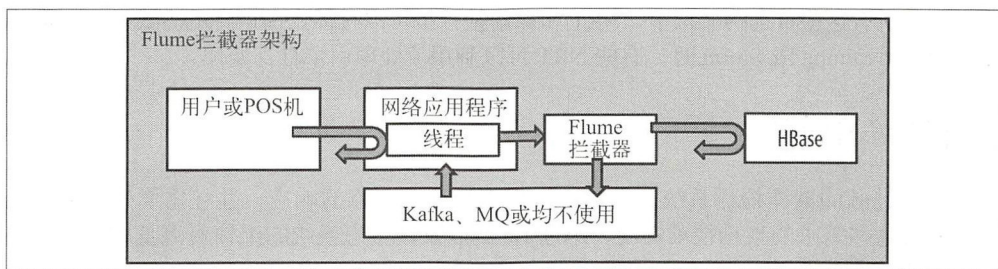 Flume拦截器架构
用户或POS机
网络应用程序
线程
Flume
拦截器
HBase
Kafka、MQ或均不使用